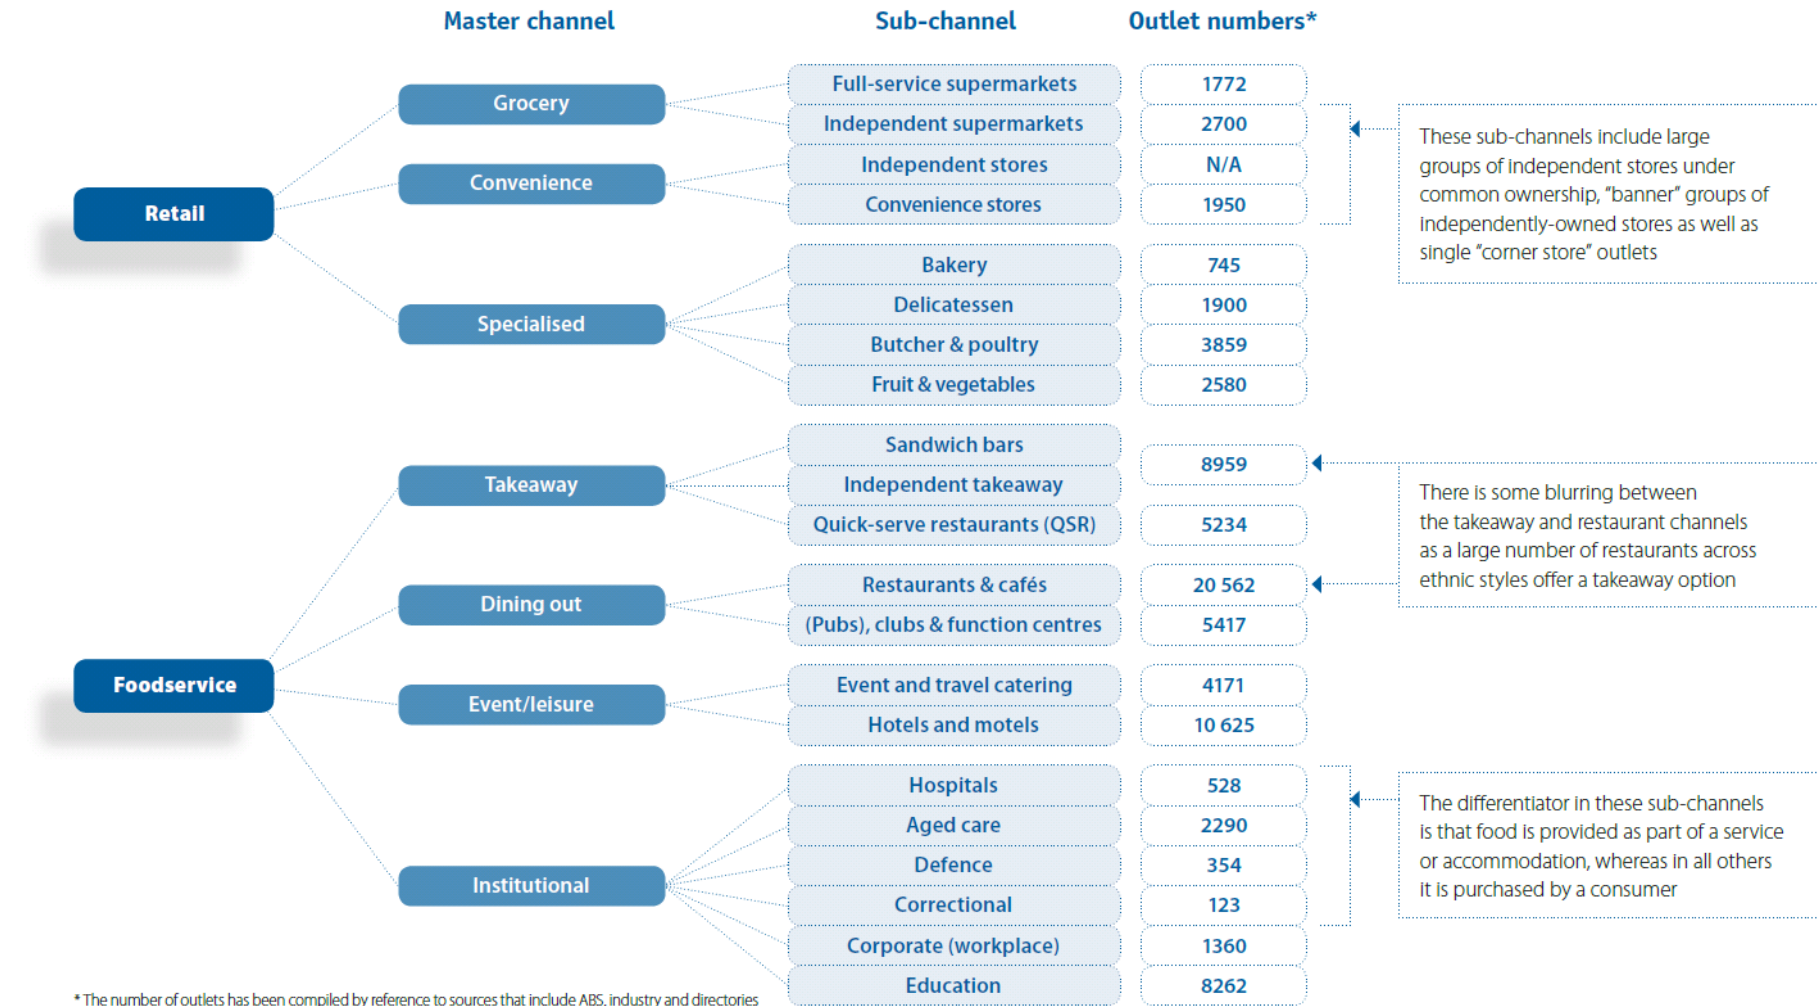 Master channel
Sub-channel
Outlet numbers*
Retail
Grocery
Full-service supermarkets
1772
Independent supermarkets
2700
Convenience
Independent stores
N/A
Convenience stores
1950
These sub-channels include large
groups of independent stores under
common ownership, “banner” groups of
independently-owned stores as well as
single “corner store” outlets
Specialised
Bakery
745
Delicatessen
1900
Butcher & poultry
3859
Fruit & vegetables
2580
Foodservice
Takeaway
Sandwich bars
Independent takeaway
8959
Quick-serve restaurants (QSR)
5234
There is some blurring between
the takeaway and restaurant channels
as a large number of restaurants across
ethnic styles offer a takeaway option
Dining out
Restaurants & cafés
20 562
(Pubs), clubs & function centres
5417
Event/leisure
Event and travel catering
4171
Hotels and motels
10 625
Institutional
Hospitals
528
Aged care
2290
Defence
354
Correctional
123
Corporate (workplace)
1360
Education
8262
The differentiator in these sub-channels
is that food is provided as part of a service
or accommodation, whereas in all others
it is purchased by a consumer
* The number of outlets has been compiled by reference to sources that include ABS, industry and directories